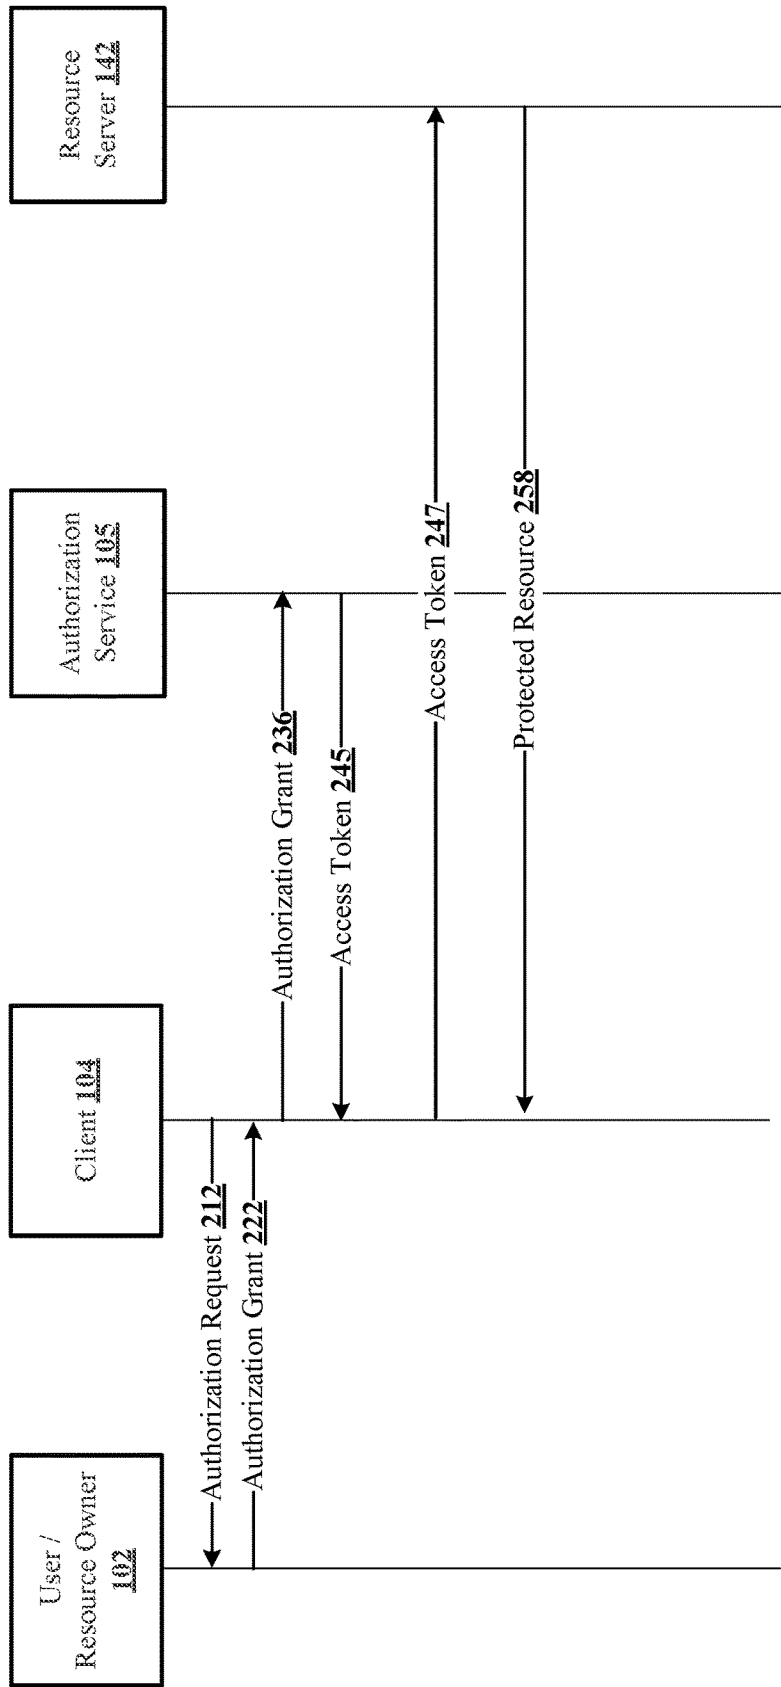 User /
Resource Owner
102
Client 104
Authorization
Service 105
Resource
Server 142
Authorization Request 212
Authorization Grant 222
Authorization Grant 236
Access Token 245
Access Token 247
Protected Resource 258